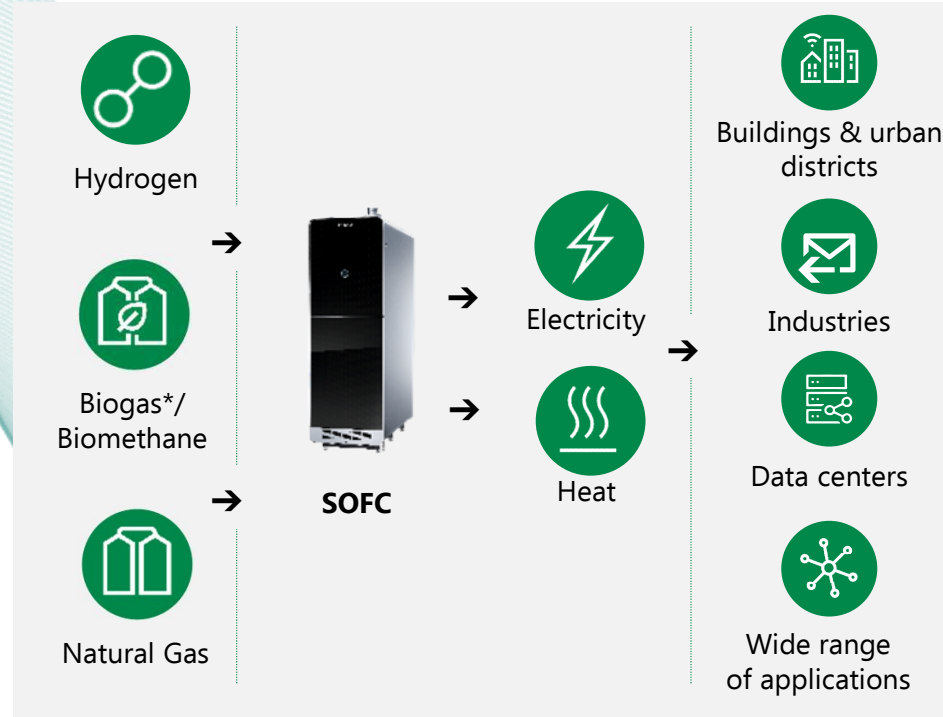 Hydrogen
Biogas*/
Biomethane
Natural Gas
SOFC
Electricity
Heat
Buildings & urban
districts
Industries
Data centers
Wide range
of applications